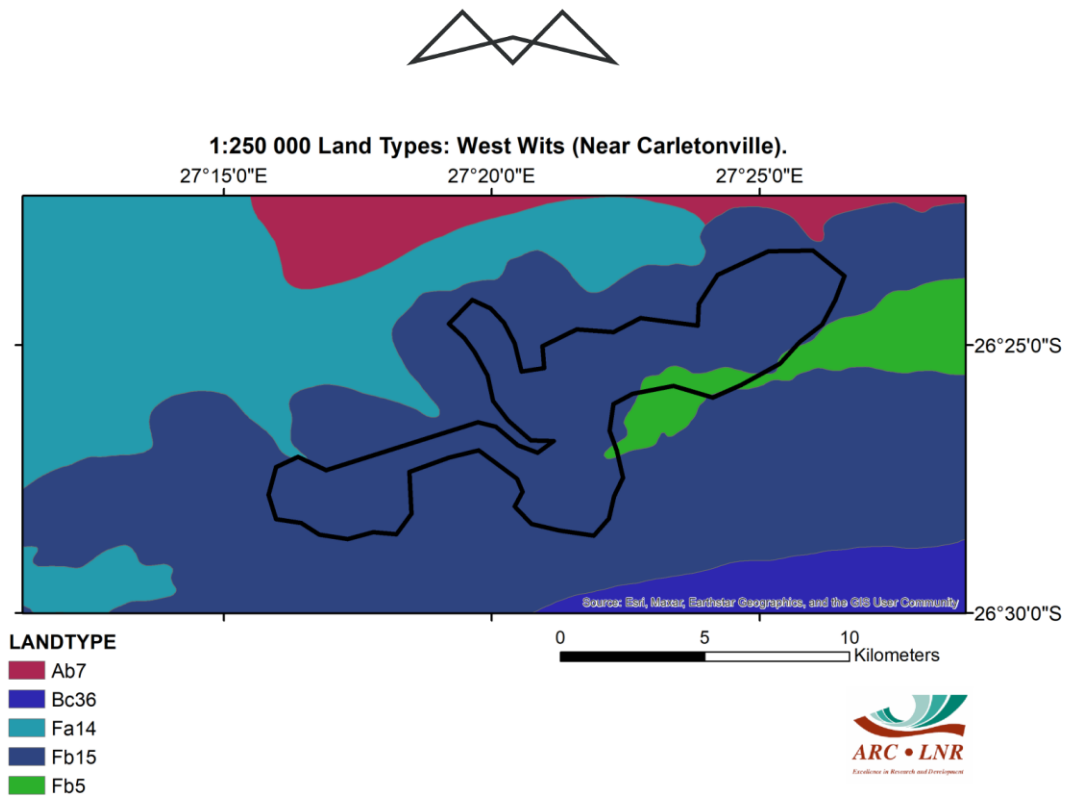 1:250 000 Land Types: West Wits (Near Carletonville).
27°15'0"E 27°20'0"E 27°25'0"E
26°25'0"S
Source: Esri, Maxar, Earthstar Geographics, and the GIS User Community
26°30'0"S
LANDTYPE
0 5 10
Kilometers
Ab7
Bc36
Fa14
Fb15
Fb5
ARC • LNR
Excellence in Research and Development